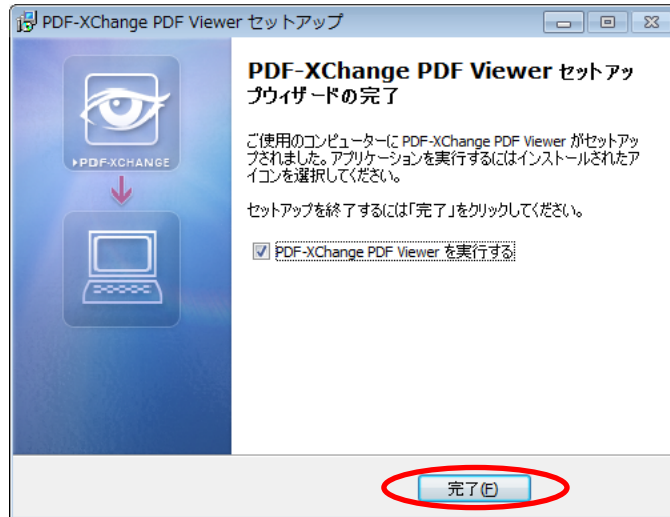 PDF-XChange PDF Viewer セットアップ
PDF-XChange PDF Viewer セットアッ
プウィザードの完了
ご使用のコンピューターに PDF-XChange PDF Viewer がセットアッ
プされました。アプリケーションを実行するにはインストールされたア
イコンを選択してください。
セットアップを終了するには「完了」をクリックしてください。
PDF-XChange PDF Viewer を実行する
PDF-XCHANGE
完了(F)